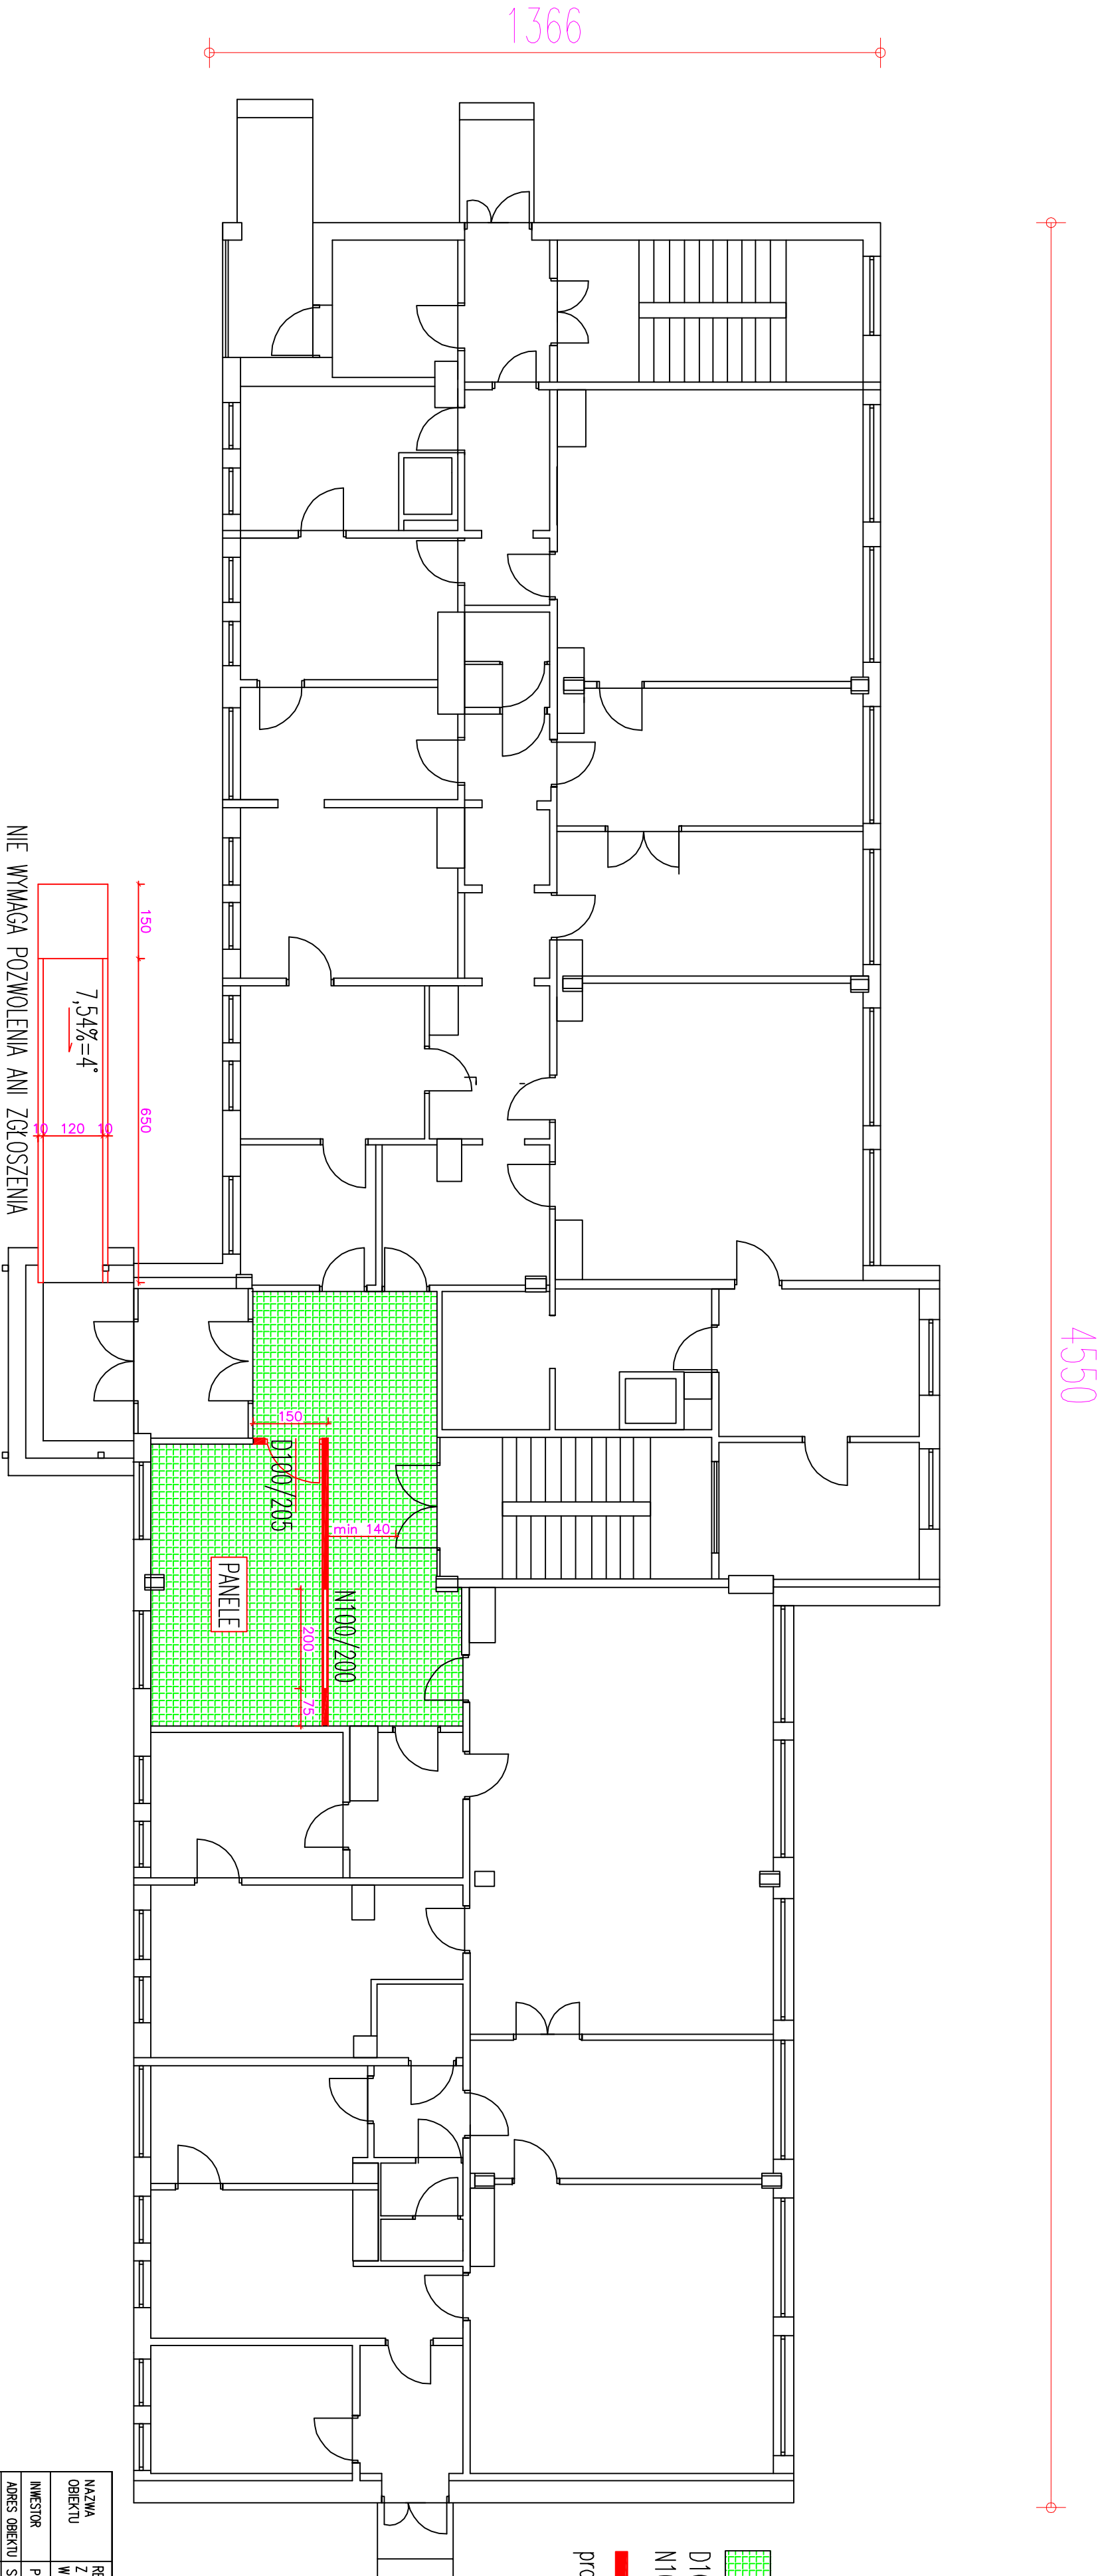 1366
4550
150
650
7,54%=4°
10 120 10
NIE WYMAGA POZWOLENIA ANI ZGŁOSZENIA
150
D100/205
min 140
N100/200
200
75
PANELE
NAZWA
OBIEKTU
INWESTOR
ADRES OBIEKTU